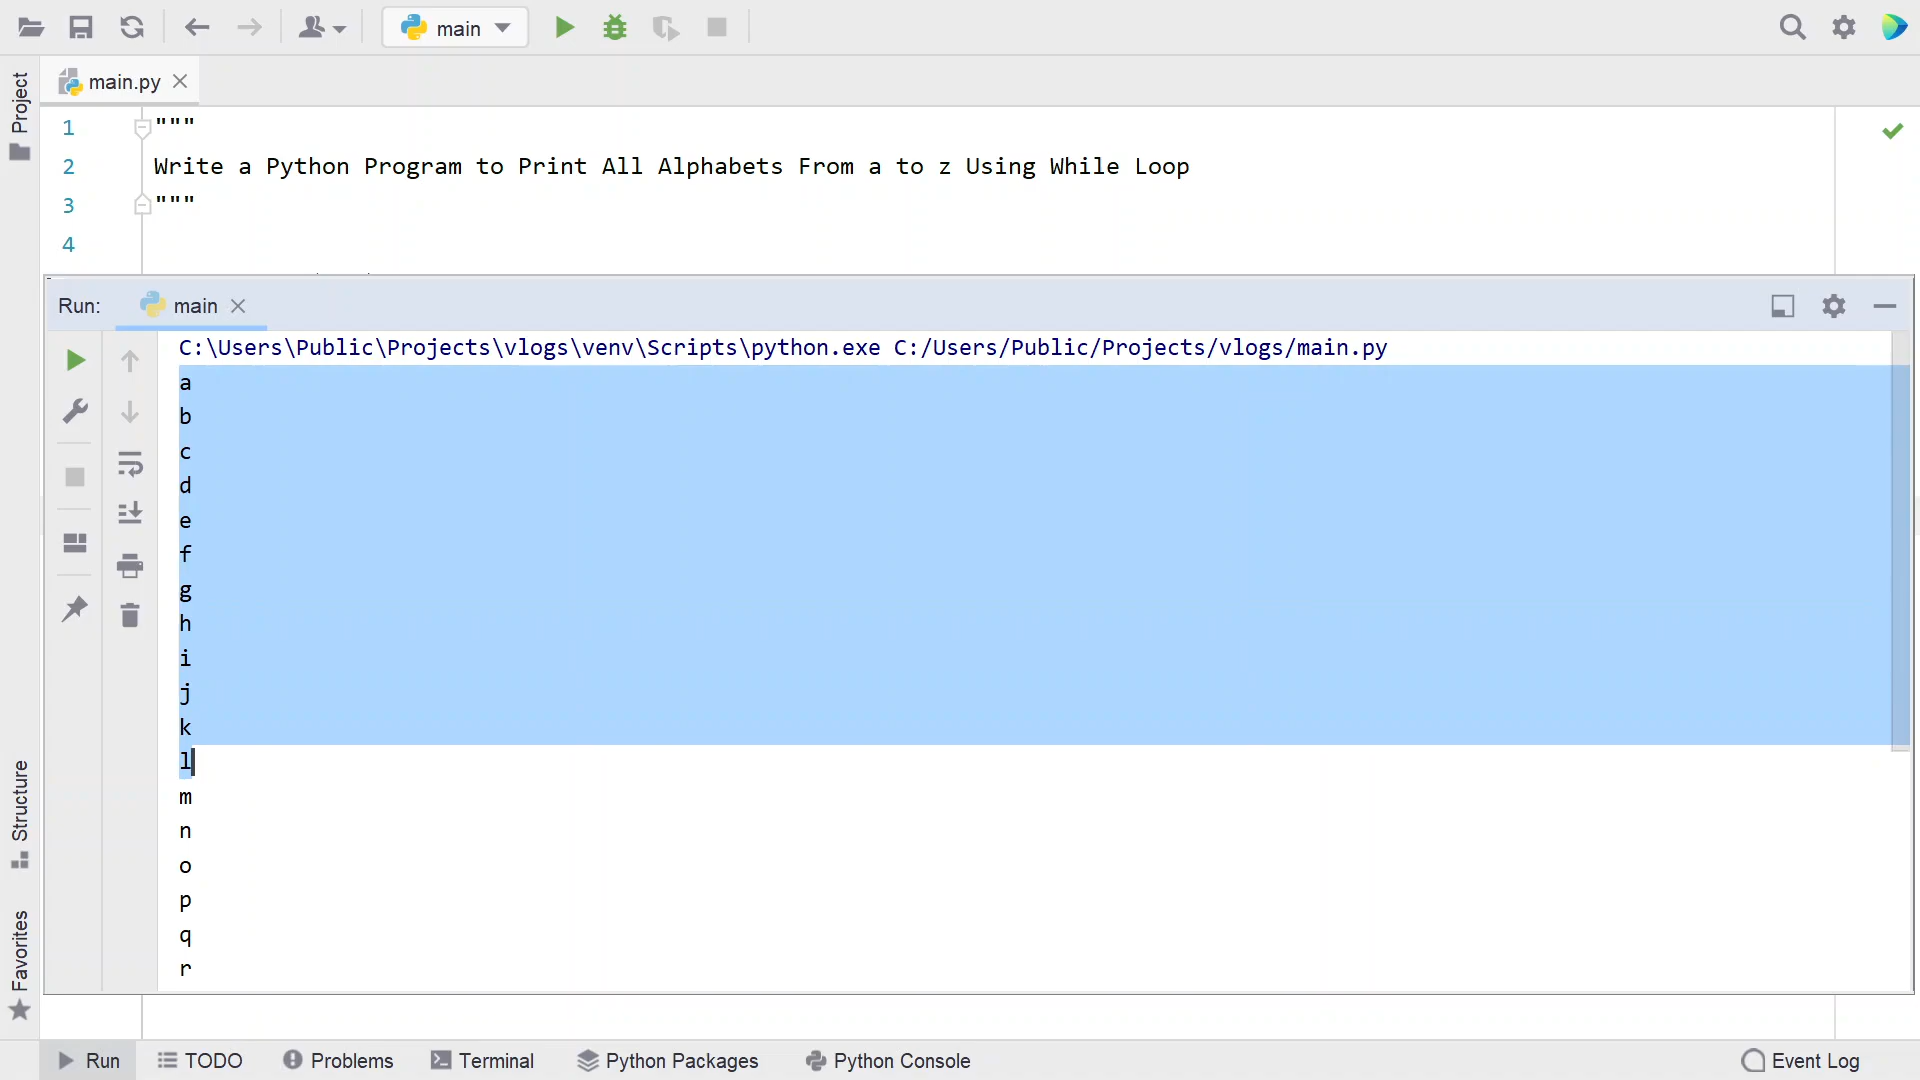 main
Project
main.py
1 """
2 Write a Python Program to Print All Alphabets From a to z Using While Loop
3 """
4
Run: main
C:\Users\Public\Projects\vlogs\venv\Scripts\python.exe C:/Users/Public/Projects/vlogs/main.py
a
b
c
d
e
f
g
h
i
j
k
l
m
n
o
p
q
r
Structure
Favorites
Run TODO Problems Terminal Python Packages Python Console Event Log